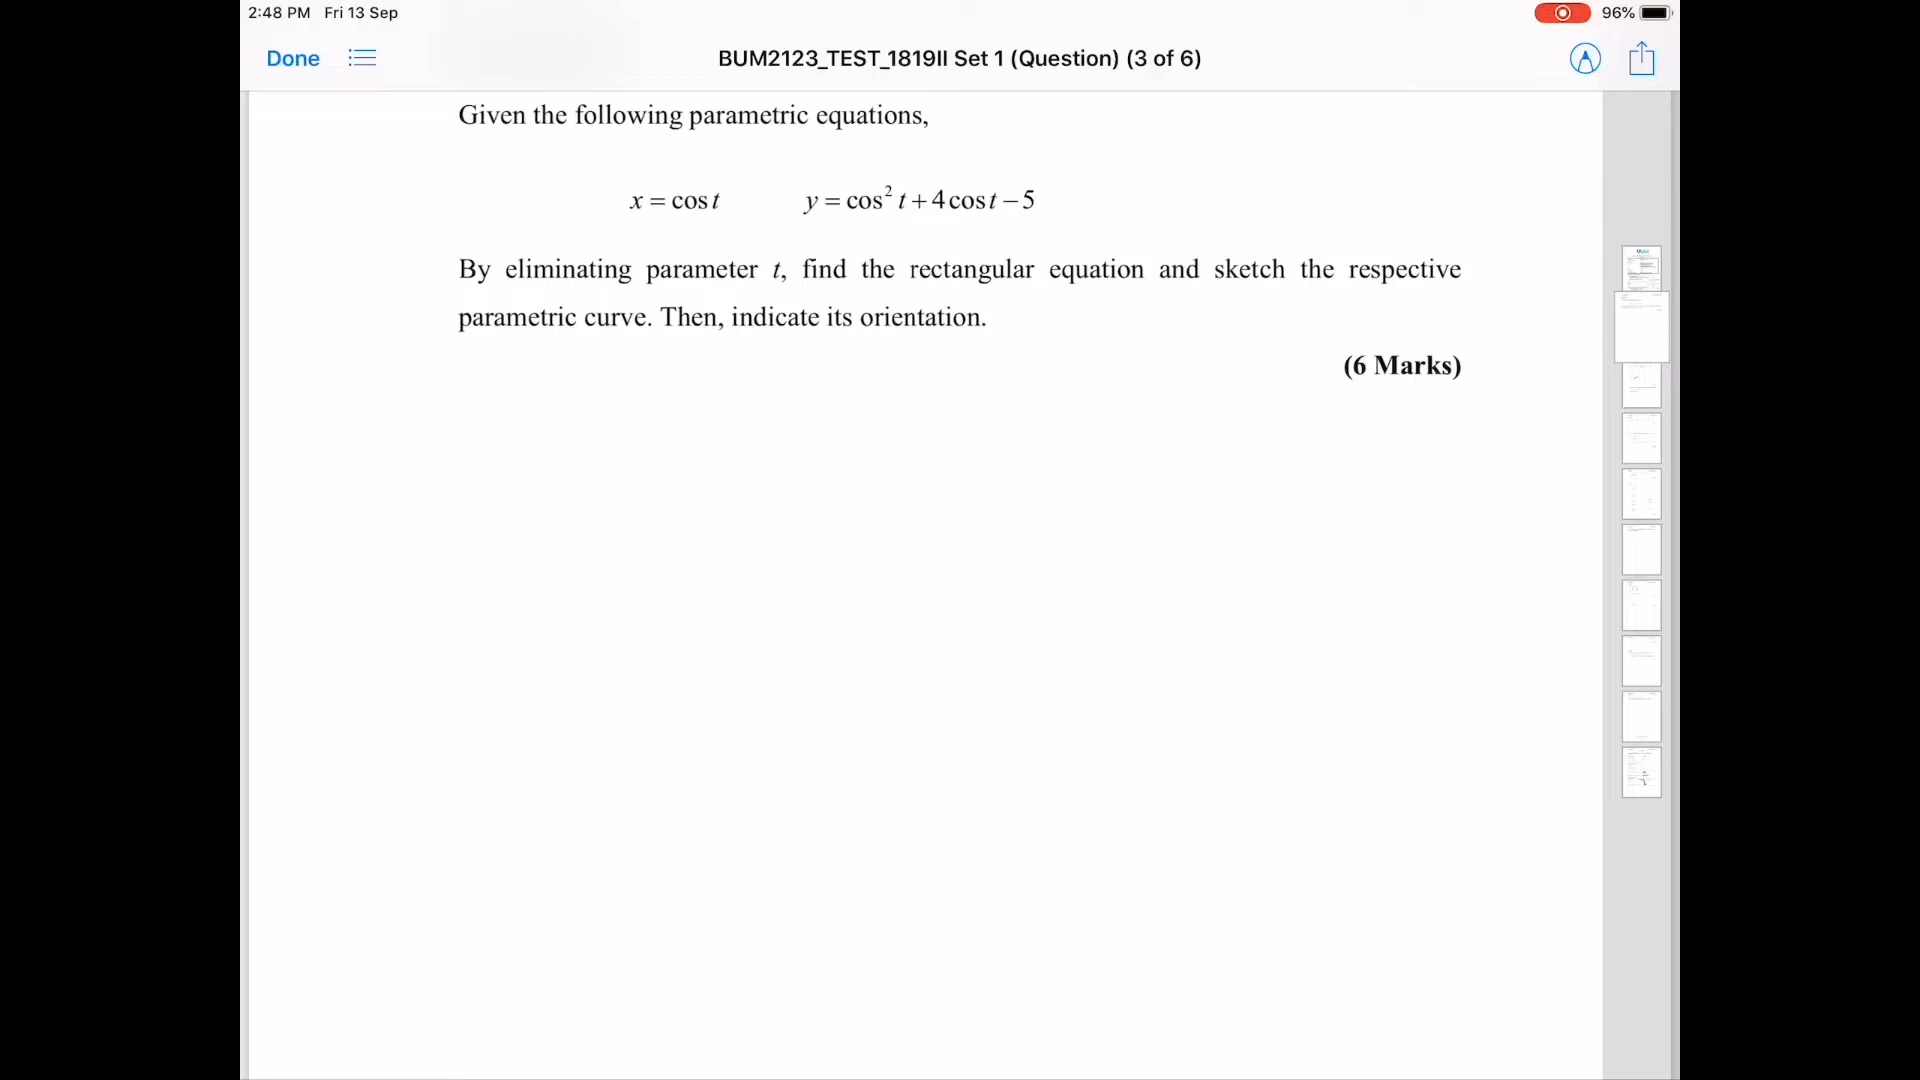 2:48 PM Fri 13 Sep
96%
Done
BUM2123_TEST_1819II Set 1 (Question) (3 of 6)
Given the following parametric equations,
x = cos t y = cos² t + 4 cos t − 5
By eliminating parameter t, find the rectangular equation and sketch the respective
parametric curve. Then, indicate its orientation.
(6 Marks)